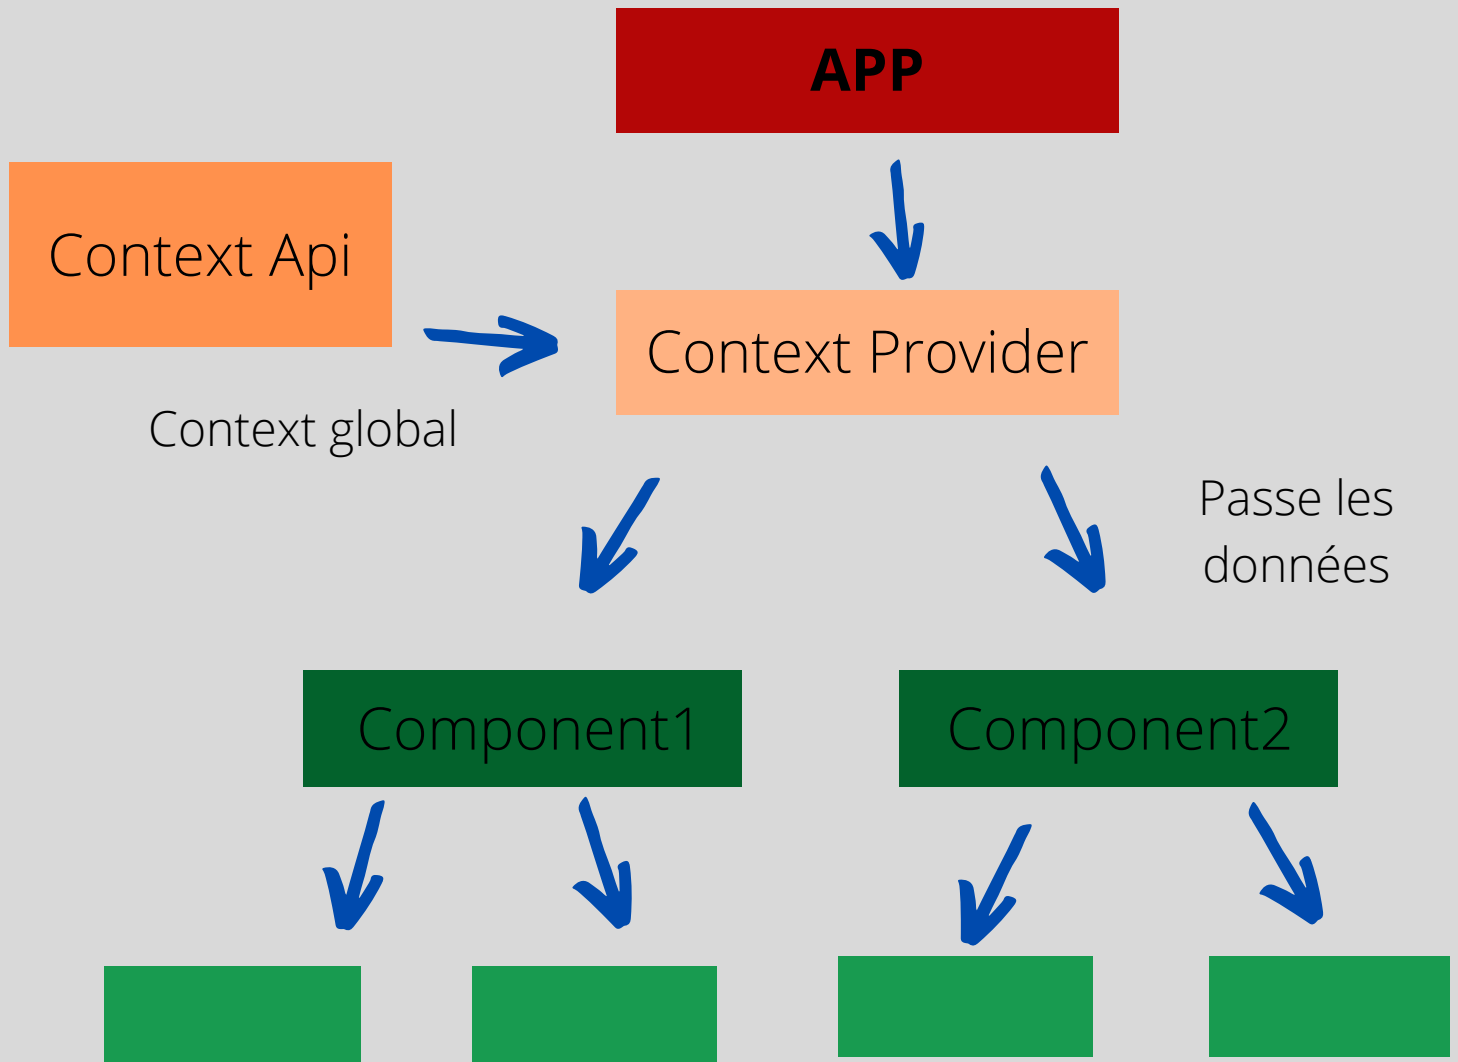 APP
Context Api
Context Provider
Context global
Passe les
données
Component1
Component2